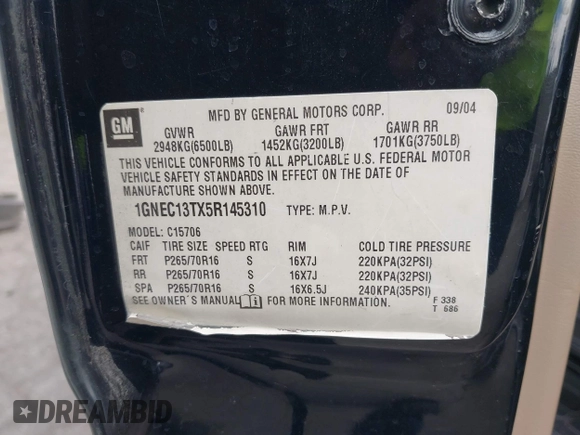 GM
MFD BY GENERAL MOTORS CORP. 09/04
GVWR GAWR FRT GAWR RR
2948KG(6500LB) 1452KG(3200LB) 1701KG(3750LB)
THIS VEHICLE CONFORMS TO ALL APPLICABLE U.S. FEDERAL MOTOR
VEHICLE SAFETY STANDARDS IN EFFECT ON THE DATE OF
MANUFACTURE SHOWN ABOVE.
1GNEC13TX5R145310 TYPE: M.P.V.
MODEL: C15706
CAIF TIRE SIZE SPEED RTG RIM COLD TIRE PRESSURE
FRT P265/70R16 S 16X7J 220KPA(32PSI)
RR P265/70R16 S 16X7J 220KPA(32PSI)
SPA P265/70R16 S 16X6.5J 240KPA(35PSI)
SEE OWNER'S MANUAL FOR MORE INFORMATION. F 338
T 686
DREAMBID